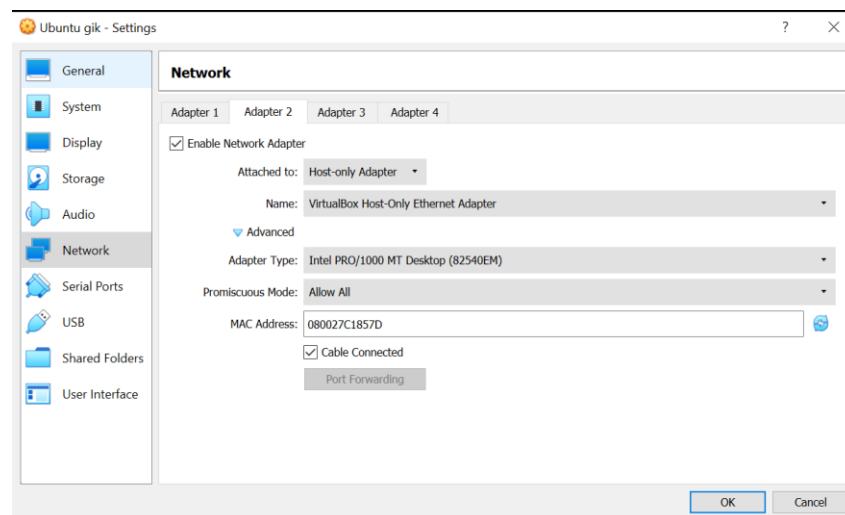 Ubuntu gik - Settings
?
General
System
Display
Storage
Audio
Network
Serial Ports
USB
Shared Folders
User Interface
Network
Adapter 1 Adapter 2 Adapter 3 Adapter 4
Enable Network Adapter
Attached to: Host-only Adapter
Name: VirtualBox Host-Only Ethernet Adapter
Advanced
Adapter Type: Intel PRO/1000 MT Desktop (82540EM)
Promiscuous Mode: Allow All
MAC Address: 080027C1857D
Cable Connected
Port Forwarding
OK Cancel